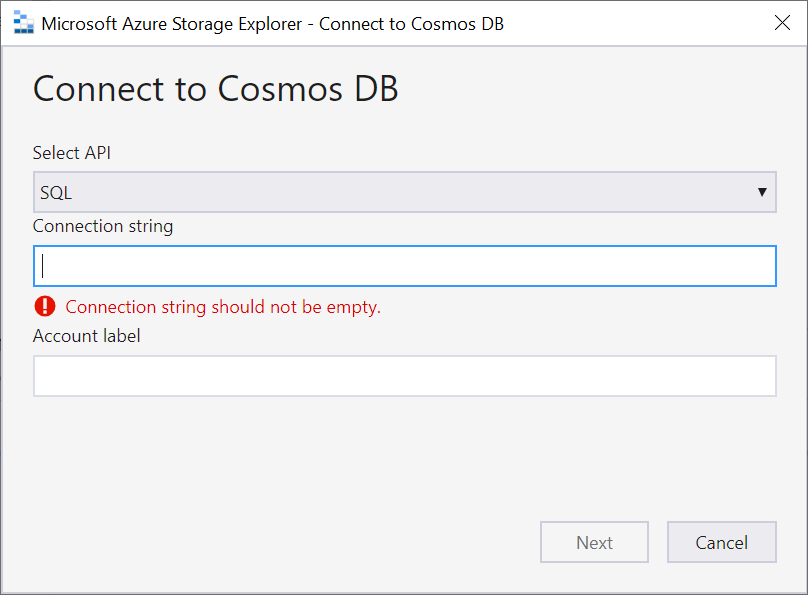 Microsoft Azure Storage Explorer - Connect to Cosmos DB
Connect to Cosmos DB
Select API
SQL
Connection string
Connection string should not be empty.
Account label
Next Cancel